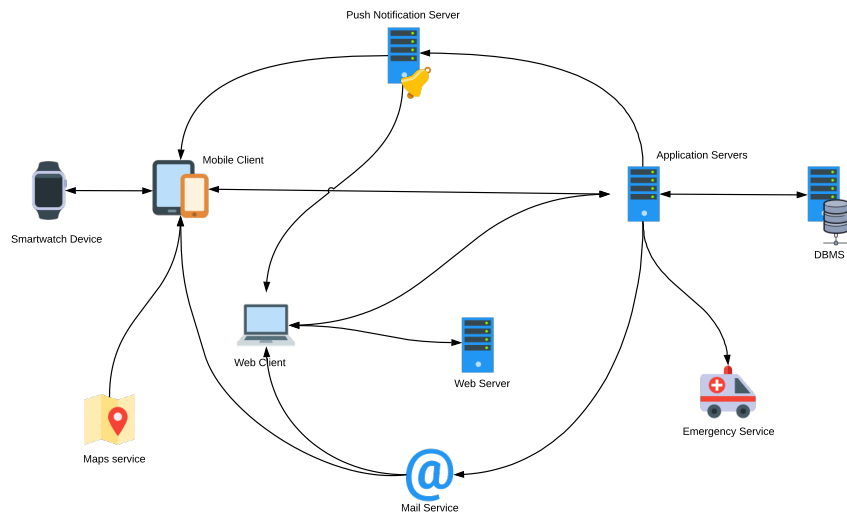 Push Notification Server
Mobile Client
Application Servers
Smartwatch Device
DBMS
Web Client
Web Server
Maps service
Emergency Service
@
Mail Service